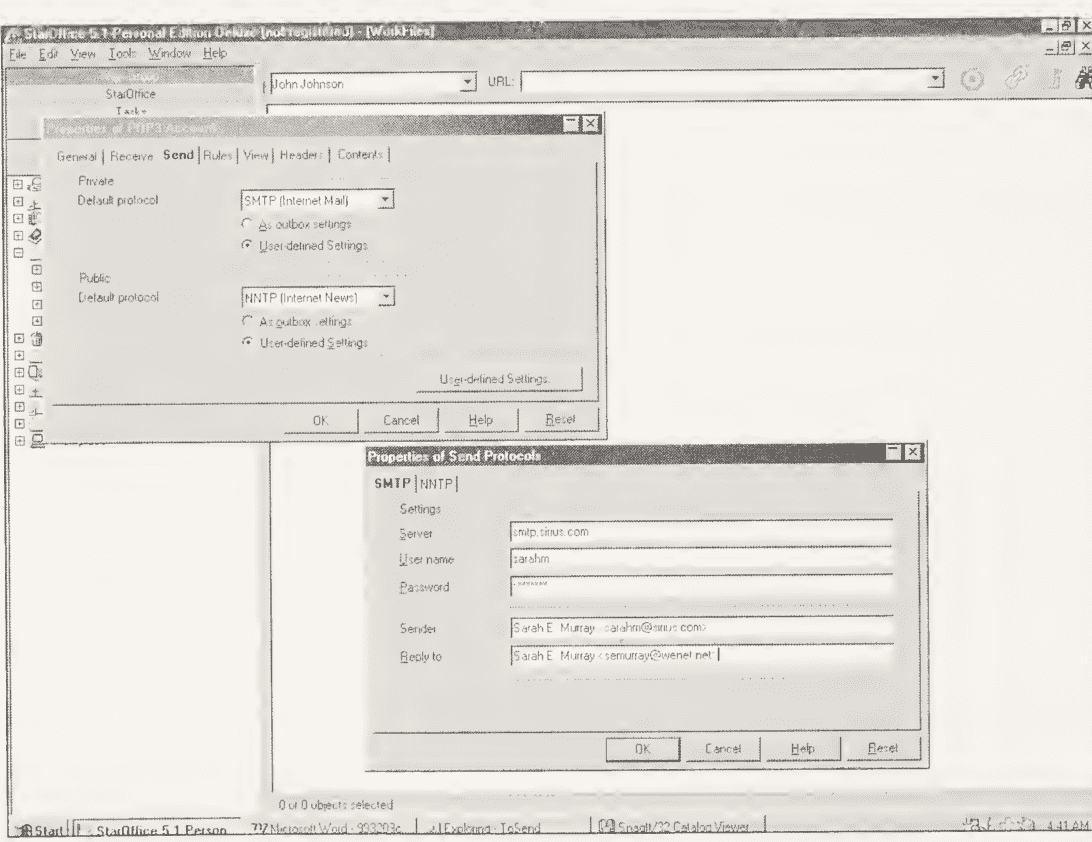 StarOffice 5.1 Personal Edition Deluxe [not registered] - [WorkFiles]
File Edit View Tools Window Help
StarOffice
Tasks
John Johnson URL:
Properties of POP3 Account
General Receive Send Rules View Headers Contents
Private
Default protocol SMTP (Internet Mail)
As outbox settings
User-defined Settings
Public
Default protocol NNTP (Internet News)
As outbox settings
User-defined Settings
User-defined Settings.
OK Cancel Help Reset
Properties of Send Protocols
SMTP NNTP
Settings
Server smtp.sirius.com
User name sarahm
Password *******
Sender Sarah E. Murray <sarahm@sirius.com>
Reply to Sarah E. Murray <semurray@wenet.net>
OK Cancel Help Reset
0 of 0 objects selected
Start StarOffice 5.1 Person Microsoft Word - 993203c Exploring - ToSend SnagIt/32 Catalog Viewer 4:41 AM